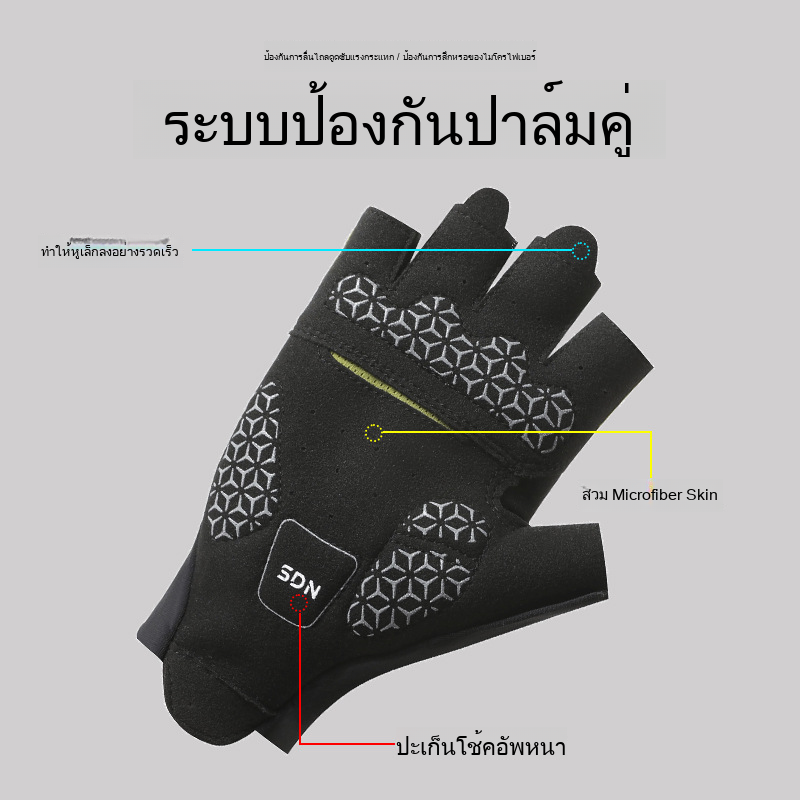 ป้องกันการลื่นไถลดูดซับแรงกระแทก / ป้องกันการสึกหรอของไมโครไฟเบอร์
ระบบป้องกันปาล์มคู่
ทำให้หูเล็กลงอย่างรวดเร็ว
สวม Microfiber Skin
SDN
ปะเก็นโช้คอัพหนา